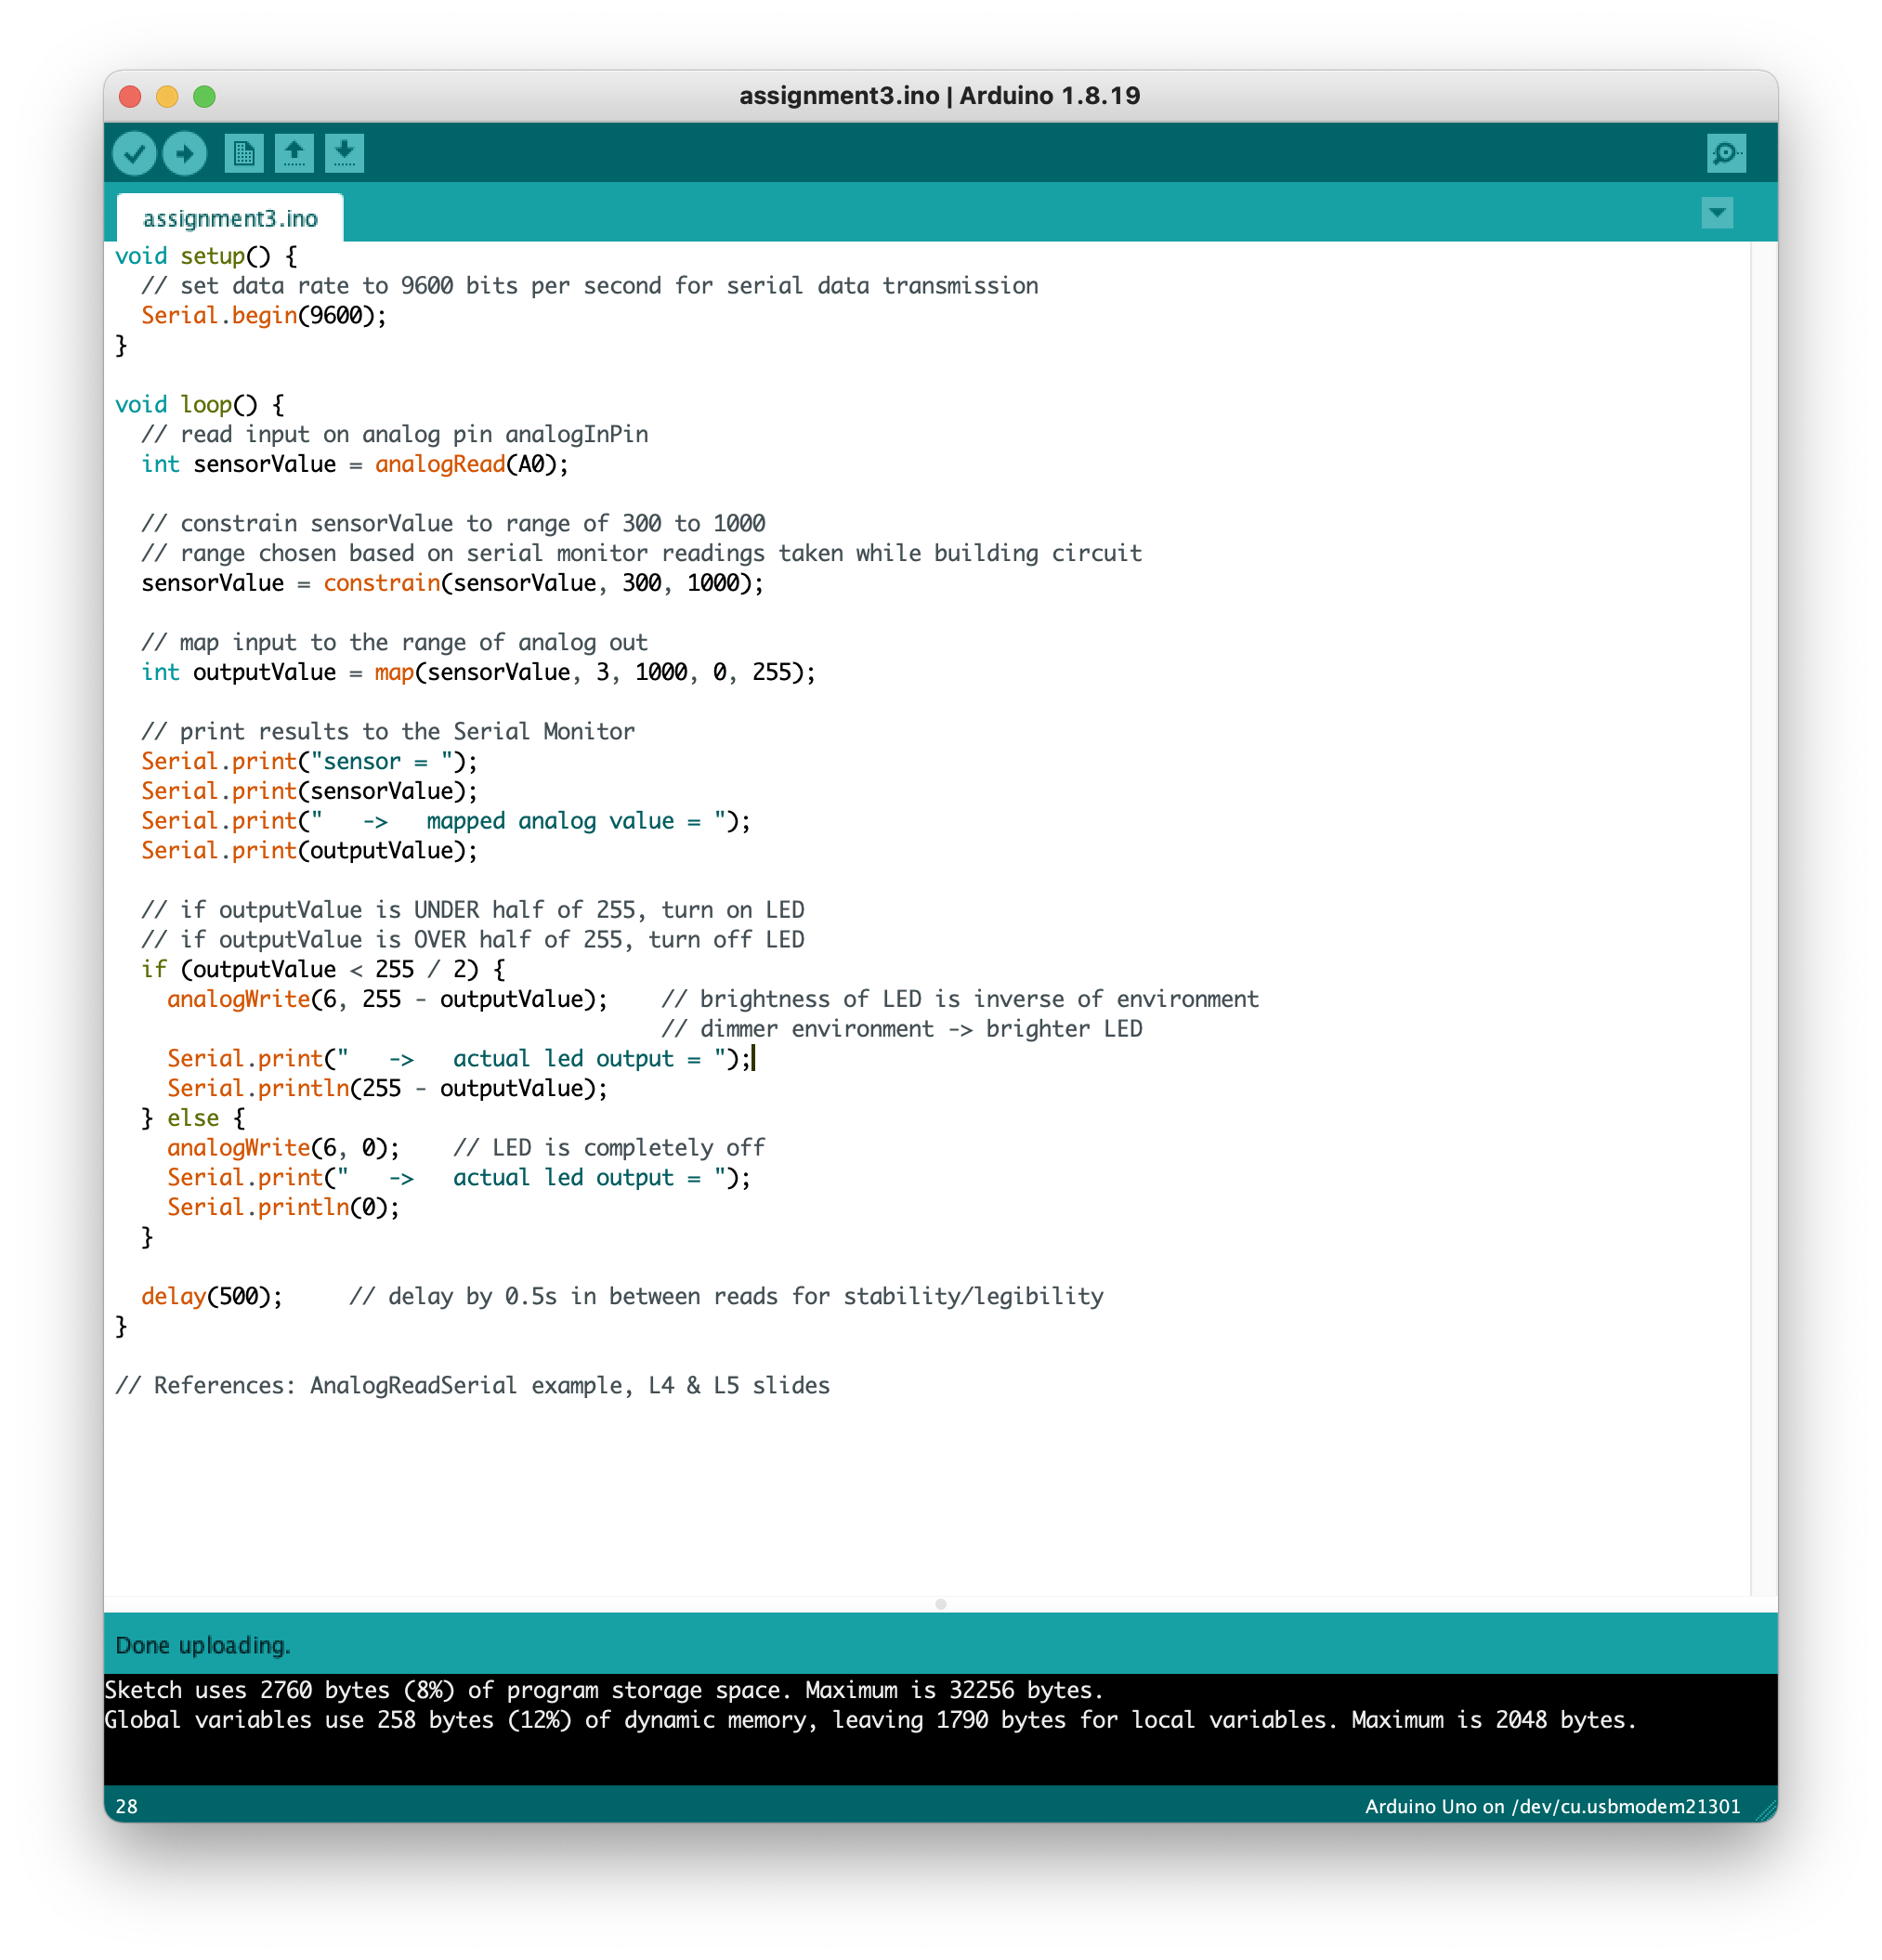 assignment3.ino | Arduino 1.8.19
assignment3.ino
void setup() {
  // set data rate to 9600 bits per second for serial data transmission
  Serial.begin(9600);
}

void loop() {
  // read input on analog pin analogInPin
  int sensorValue = analogRead(A0);

  // constrain sensorValue to range of 300 to 1000
  // range chosen based on serial monitor readings taken while building circuit
  sensorValue = constrain(sensorValue, 300, 1000);

  // map input to the range of analog out
  int outputValue = map(sensorValue, 3, 1000, 0, 255);

  // print results to the Serial Monitor
  Serial.print("sensor = ");
  Serial.print(sensorValue);
  Serial.print("   ->   mapped analog value = ");
  Serial.print(outputValue);

  // if outputValue is UNDER half of 255, turn on LED
  // if outputValue is OVER half of 255, turn off LED
  if (outputValue < 255 / 2) {
    analogWrite(6, 255 - outputValue);    // brightness of LED is inverse of environment
                                          // dimmer environment -> brighter LED
    Serial.print("   ->   actual led output = ");
    Serial.println(255 - outputValue);
  } else {
    analogWrite(6, 0);    // LED is completely off
    Serial.print("   ->   actual led output = ");
    Serial.println(0);
  }

  delay(500);     // delay by 0.5s in between reads for stability/legibility
}

// References: AnalogReadSerial example, L4 & L5 slides
Done uploading.
Sketch uses 2760 bytes (8%) of program storage space. Maximum is 32256 bytes.
Global variables use 258 bytes (12%) of dynamic memory, leaving 1790 bytes for local variables. Maximum is 2048 bytes.
28
Arduino Uno on /dev/cu.usbmodem21301